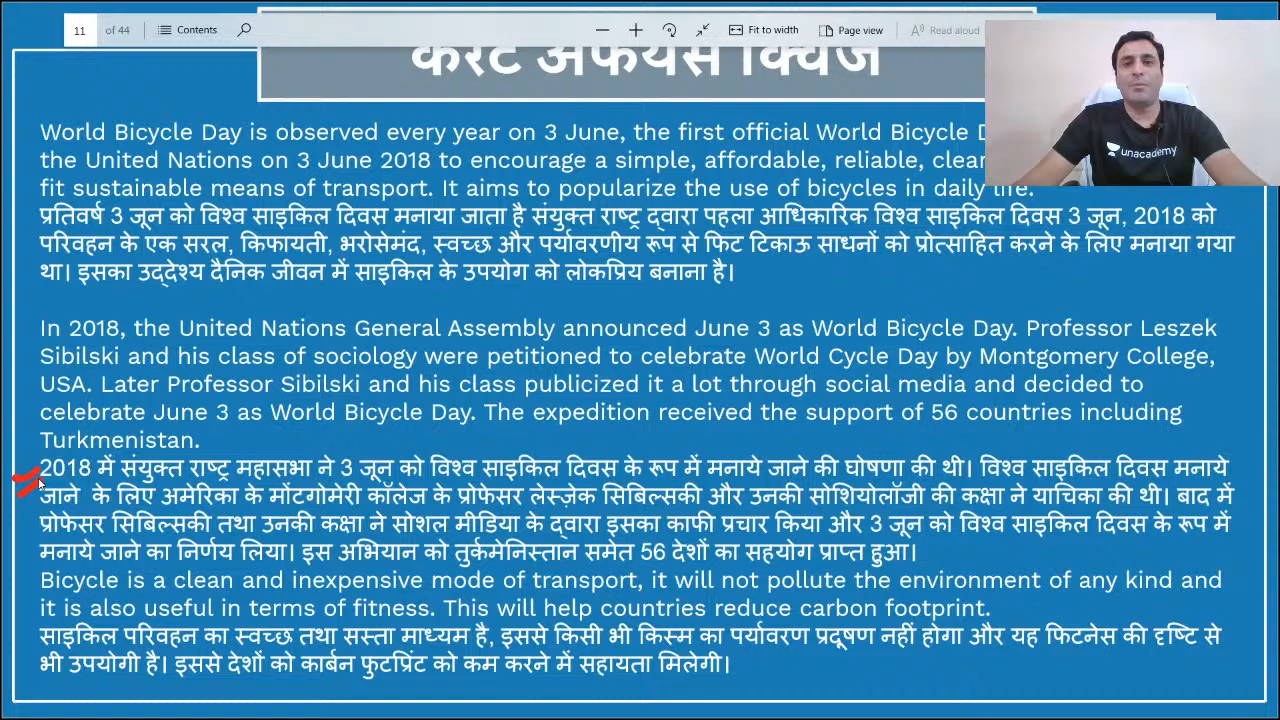 11 of 44 Contents Fit to width Page view Read aloud
करंट अफेयर्स क्विज
unacademy
World Bicycle Day is observed every year on 3 June, the first official World Bicycle
the United Nations on 3 June 2018 to encourage a simple, affordable, reliable,
fit sustainable means of transport. It aims to popularize the use of bicycles in daily life.
प्रतिवर्ष 3 जून को विश्व साइकिल दिवस मनाया जाता है संयुक्त राष्ट्र द्वारा पहला आधिकारिक विश्व साइकिल दिवस 3 जून, 2018 को
परिवहन के एक सरल, किफायती, भरोसेमंद, स्वच्छ और पर्यावरणीय रूप से फिट टिकाऊ साधनों को प्रोत्साहित करने के लिए मनाया गया
था। इसका उद्देश्य दैनिक जीवन में साइकिल के उपयोग को लोकप्रिय बनाना है।
In 2018, the United Nations General Assembly announced June 3 as World Bicycle Day. Professor Leszek
Sibilski and his class of sociology were petitioned to celebrate World Cycle Day by Montgomery College,
USA. Later Professor Sibilski and his class publicized it a lot through social media and decided to
celebrate June 3 as World Bicycle Day. The expedition received the support of 56 countries including
Turkmenistan.
2018 में संयुक्त राष्ट्र महासभा ने 3 जून को विश्व साइकिल दिवस के रूप में मनाये जाने की घोषणा की थी। विश्व साइकिल दिवस मनाये
जाने के लिए अमेरिका के मोंटगोमेरी कॉलेज के प्रोफेसर लेस्ज़ेक सिबिल्सकी और उनकी सोशियोलॉजी की कक्षा ने याचिका की थी। बाद में
प्रोफेसर सिबिल्सकी तथा उनकी कक्षा ने सोशल मीडिया के द्वारा इसका काफी प्रचार किया और 3 जून को विश्व साइकिल दिवस के रूप में
मनाये जाने का निर्णय लिया। इस अभियान को तुर्कमेनिस्तान समेत 56 देशों का सहयोग प्राप्त हुआ।
Bicycle is a clean and inexpensive mode of transport, it will not pollute the environment of any kind and
it is also useful in terms of fitness. This will help countries reduce carbon footprint.
साइकिल परिवहन का स्वच्छ तथा सस्ता माध्यम है, इससे किसी भी किस्म का पर्यावरण प्रदूषण नहीं होगा और यह फिटनेस की दृष्टि से
भी उपयोगी है। इससे देशों को कार्बन फुटप्रिंट को कम करने में सहायता मिलेगी।